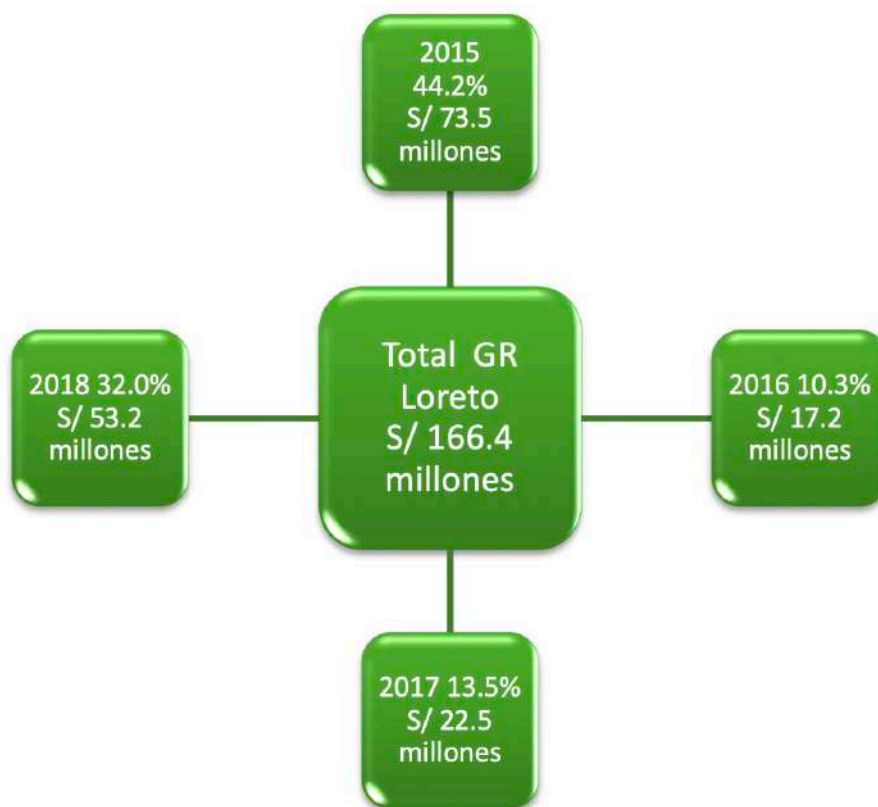 2015
44.2%
S/ 73.5
millones
Total GR
Loreto
S/ 166.4
millones
2018 32.0%
S/ 53.2
millones
2016 10.3%
S/ 17.2
millones
2017 13.5%
S/ 22.5
millones